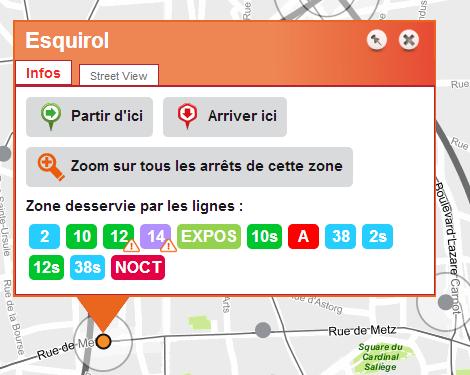 Esquirol
Infos
Street View
Partir d'ici
Arriver ici
Zoom sur tous les arrêts de cette zone
Zone desservie par les lignes :
2 10 12 14 EXPOS 10s A 38 2s
12s 38s NOCT
Sainte-Ursule
Rue de la Bourse
Boulevard Lazare Carnot
Arts
d'Astorg
Rue de Metz
Rue de Metz
Square du
Cardinal
Saliège